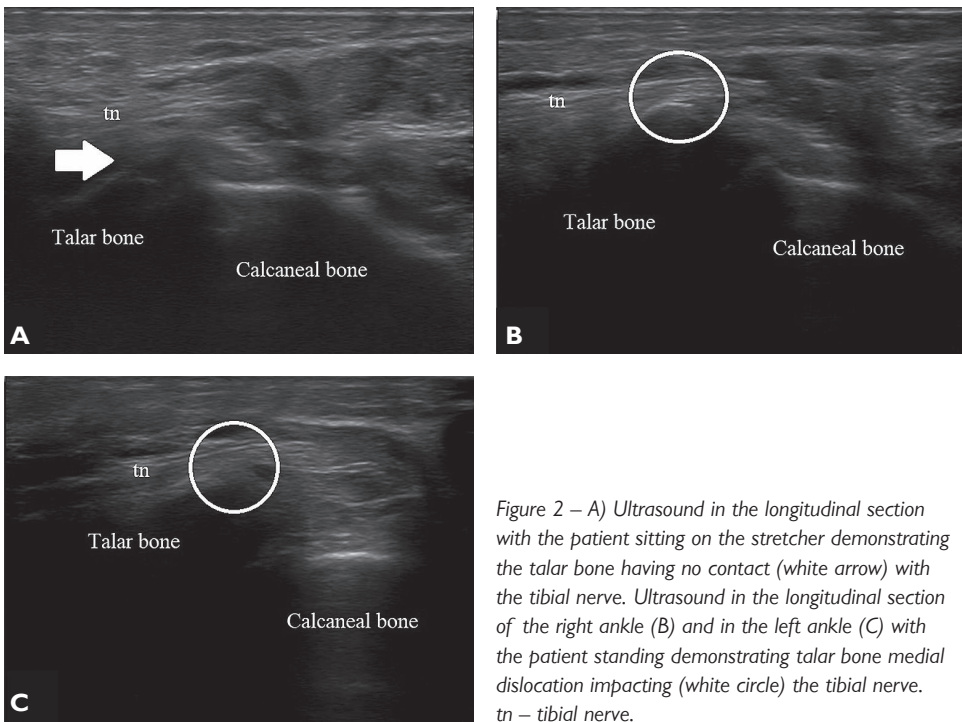 tn
Talar bone
Calcaneal bone
A
tn
Talar bone
Calcaneal bone
B
tn
Talar bone
Calcaneal bone
C
Figure 2 – A) Ultrasound in the longitudinal section
with the patient sitting on the stretcher demonstrating
the talar bone having no contact (white arrow) with
the tibial nerve. Ultrasound in the longitudinal section
of the right ankle (B) and in the left ankle (C) with
the patient standing demonstrating talar bone medial
dislocation impacting (white circle) the tibial nerve.
tn – tibial nerve.